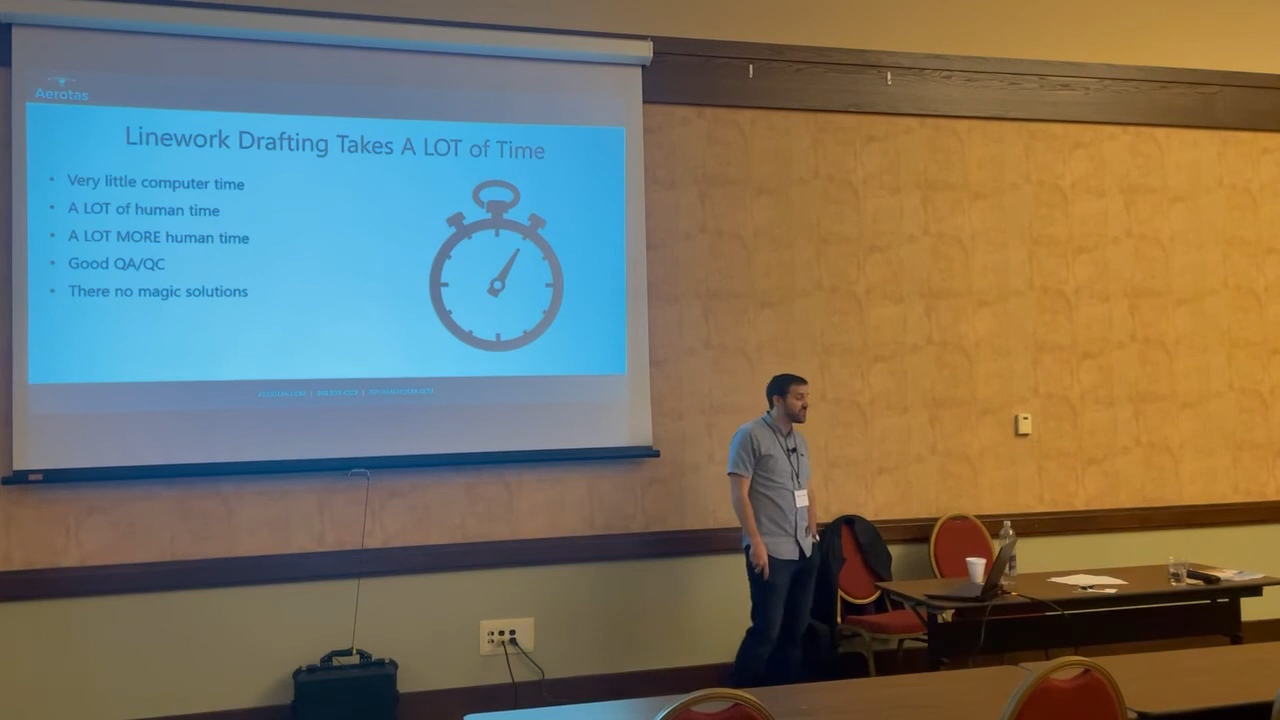 Aerotas
Linework Drafting Takes A LOT of Time
• Very little computer time
• A LOT of human time
• A LOT MORE human time
• Good QA/QC
• There no magic solutions